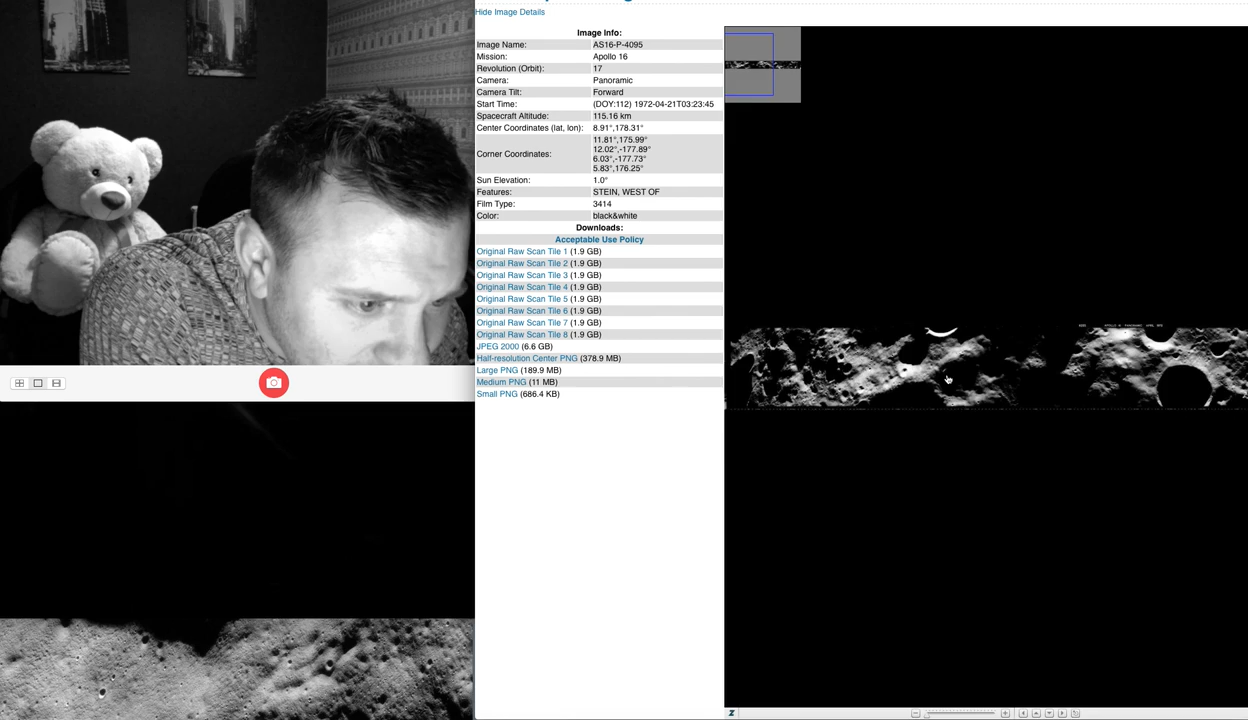 Hide Image Details
Image Info:
Image Name: AS16-P-4095
Mission: Apollo 16
Revolution (Orbit): 17
Camera: Panoramic
Camera Tilt: Forward
Start Time: (DOY:112) 1972-04-21T03:23:45
Spacecraft Altitude: 115.16 km
Center Coordinates (lat, lon): 8.91°,178.31°
Corner Coordinates: 11.81°,175.99°
12.02°,-177.89°
6.03°,-177.73°
5.83°,176.25°
Sun Elevation: 1.0°
Features: STEIN, WEST OF
Film Type: 3414
Color: black&white
Downloads:
Acceptable Use Policy
Original Raw Scan Tile 1 (1.9 GB)
Original Raw Scan Tile 2 (1.9 GB)
Original Raw Scan Tile 3 (1.9 GB)
Original Raw Scan Tile 4 (1.9 GB)
Original Raw Scan Tile 5 (1.9 GB)
Original Raw Scan Tile 6 (1.9 GB)
Original Raw Scan Tile 7 (1.9 GB)
Original Raw Scan Tile 8 (1.9 GB)
JPEG 2000 (6.6 GB)
Half-resolution Center PNG (378.9 MB)
Large PNG (189.9 MB)
Medium PNG (11 MB)
Small PNG (686.4 KB)
Z